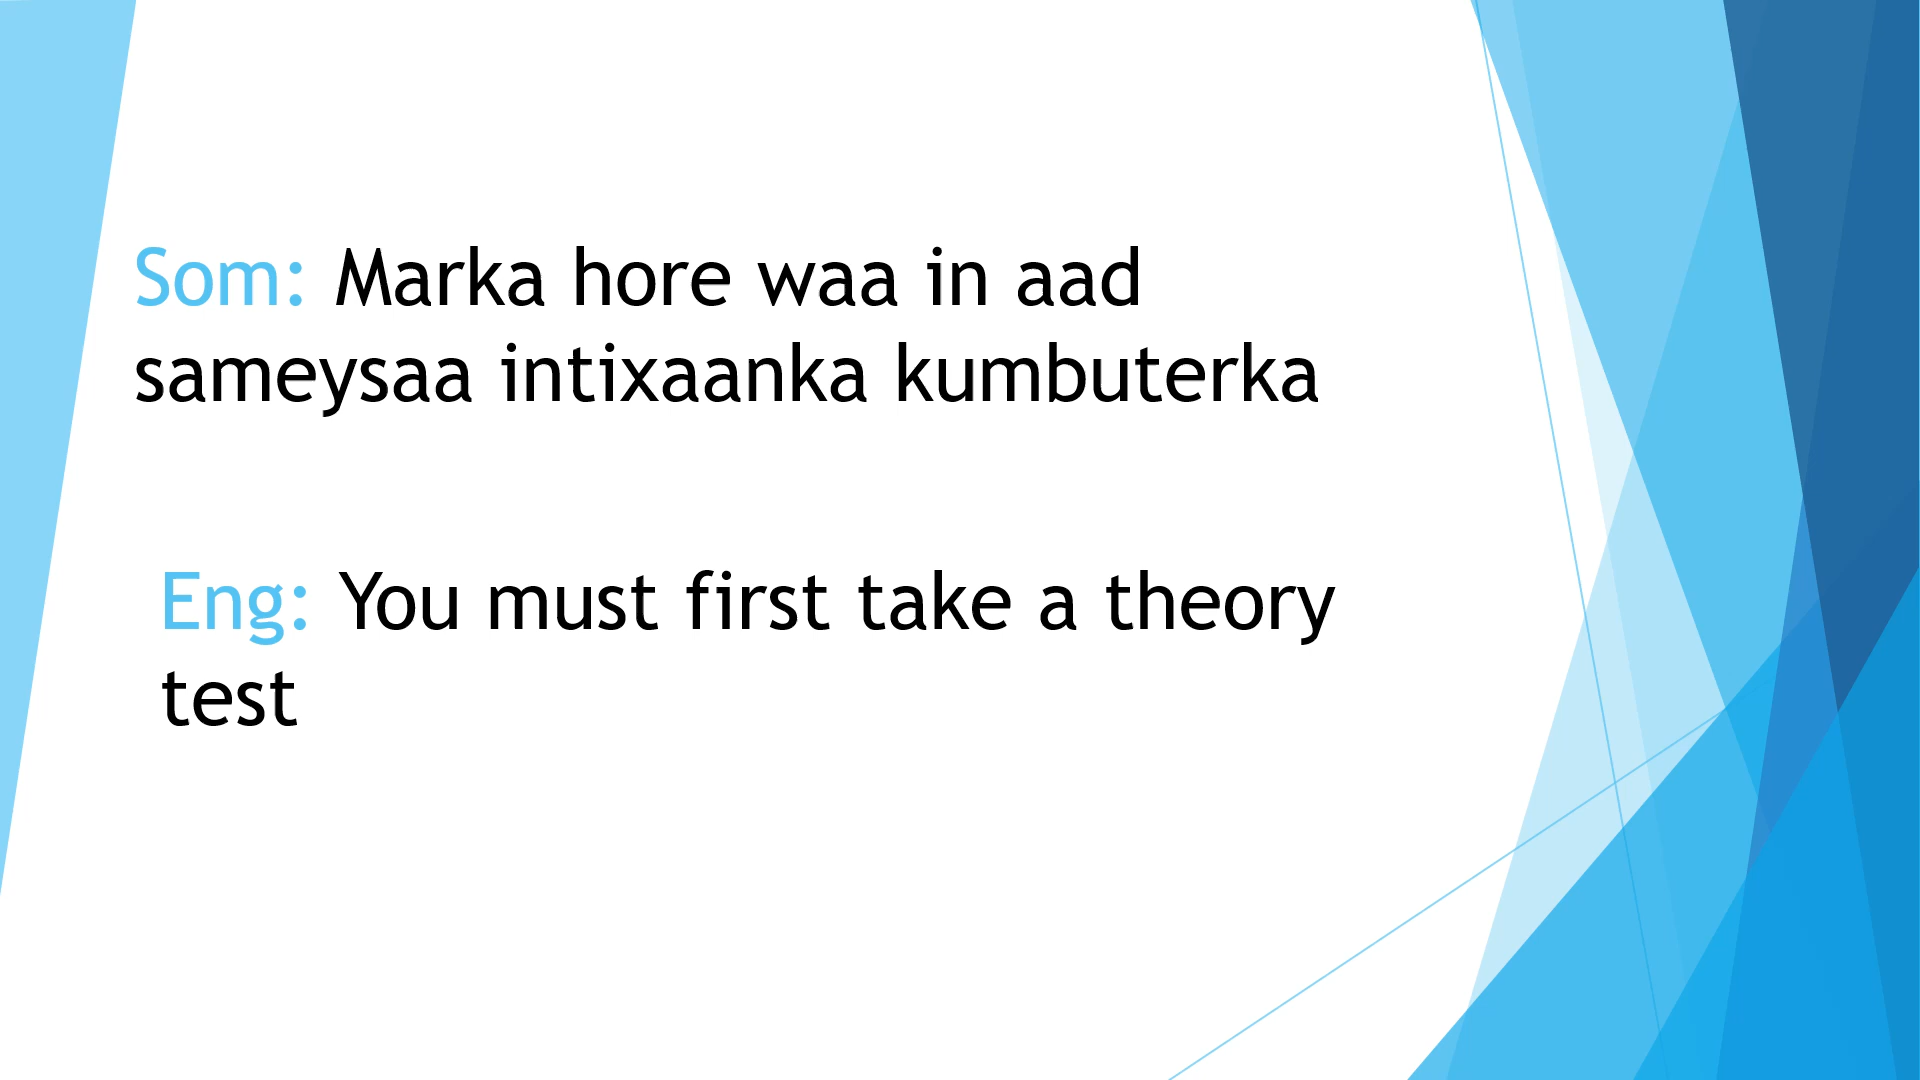 Som: Marka hore waa in aad
sameysaa intixaanka kumbuterka
Eng: You must first take a theory
test